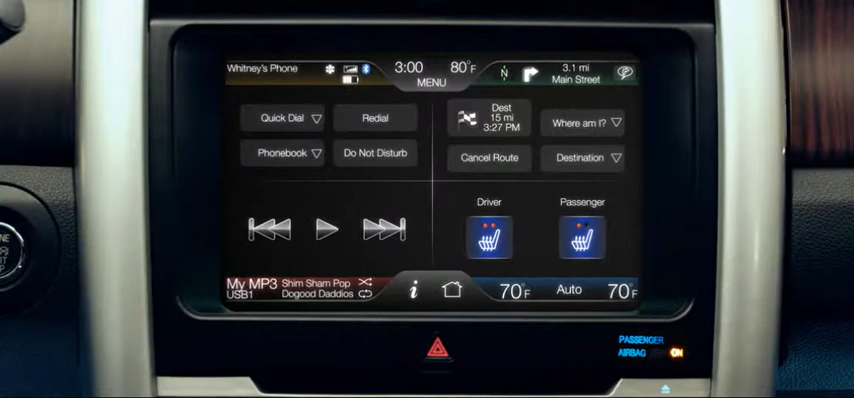 Whitney's Phone
3:00
80°F
MENU
N
3.1 mi
Main Street
Quick Dial
Redial
Phonebook
Do Not Disturb
Dest
15 mi
3:27 PM
Where am I?
Cancel Route
Destination
Driver
Passenger
My MP3
USB1
Shim Sham Pop
Dogood Daddios
i
70°F
Auto
70°F
PASSENGER
AIRBAG
ON